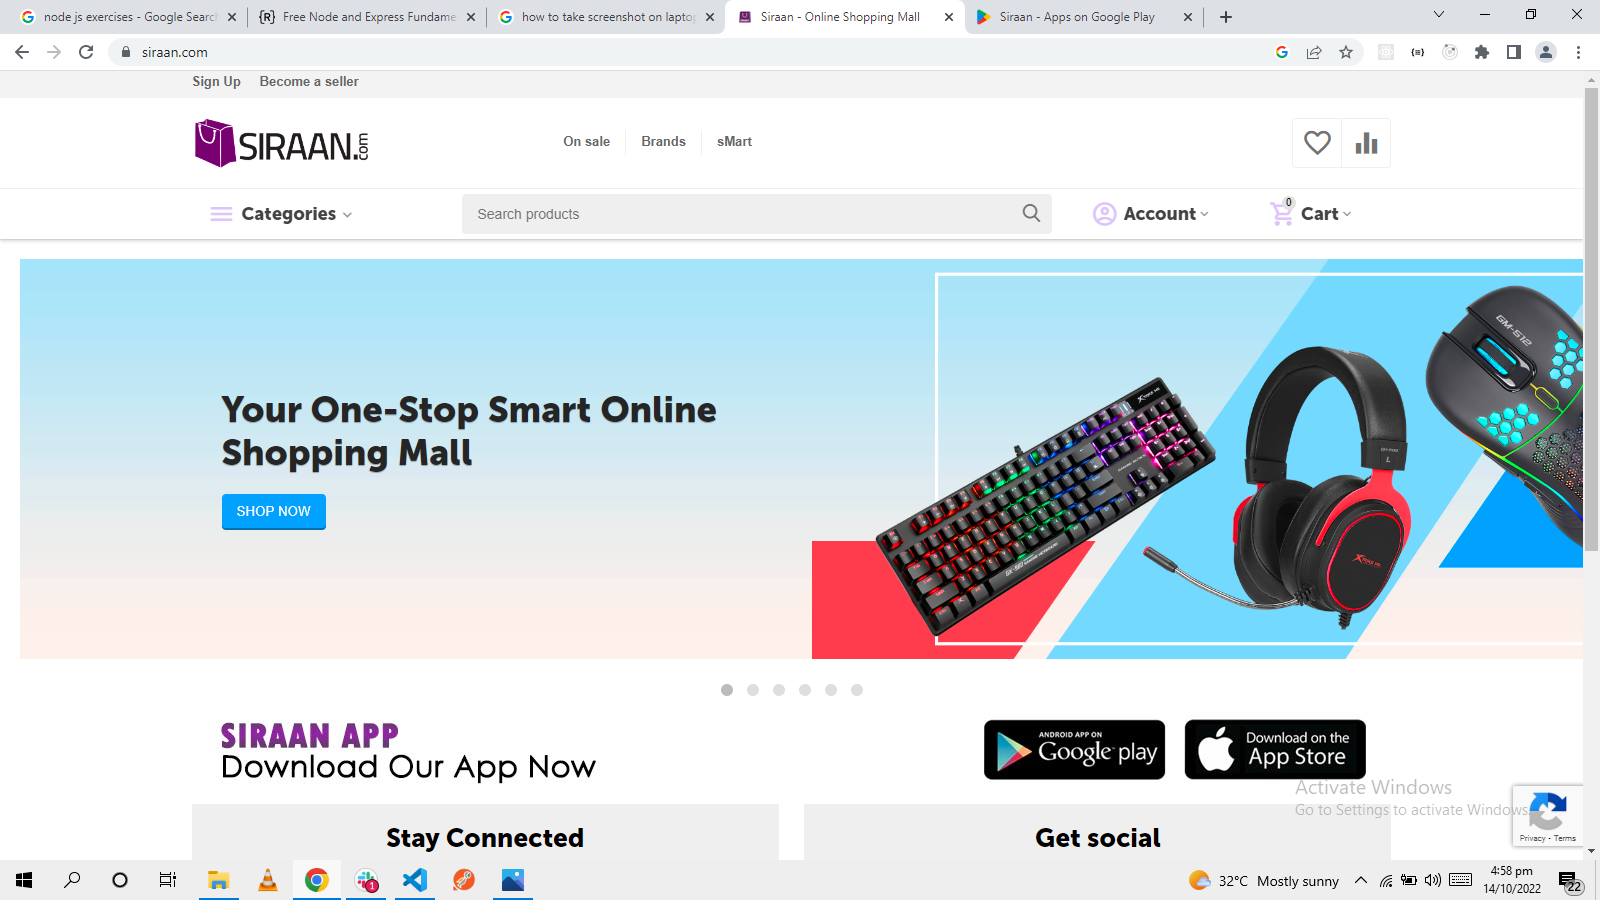 node js exercises - Google Search
Free Node and Express Fundame
how to take screenshot on laptop
Siraan - Online Shopping Mall
Siraan - Apps on Google Play
siraan.com
Sign Up
Become a seller
SIRAAN.com
On sale
Brands
sMart
Categories
Search products
Account
0
Cart
Your One-Stop Smart Online
Shopping Mall
SHOP NOW
GM-512
L
SIRAAN APP
Download Our App Now
ANDROID APP ON
Google play
Download on the
App Store
Activate Windows
Go to Settings to activate Windows
Privacy - Terms
Stay Connected
Get social
1
32°C Mostly sunny
4:58 pm
14/10/2022
22